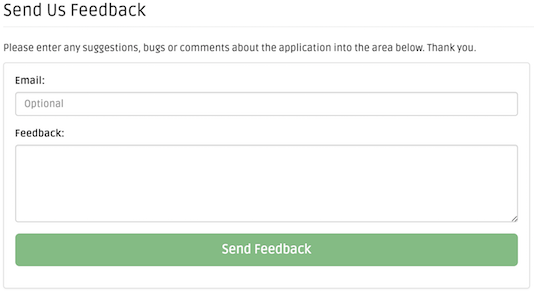 Send Us Feedback
Please enter any suggestions, bugs or comments about the application into the area below. Thank you.
Email:
Optional
Feedback:
Send Feedback